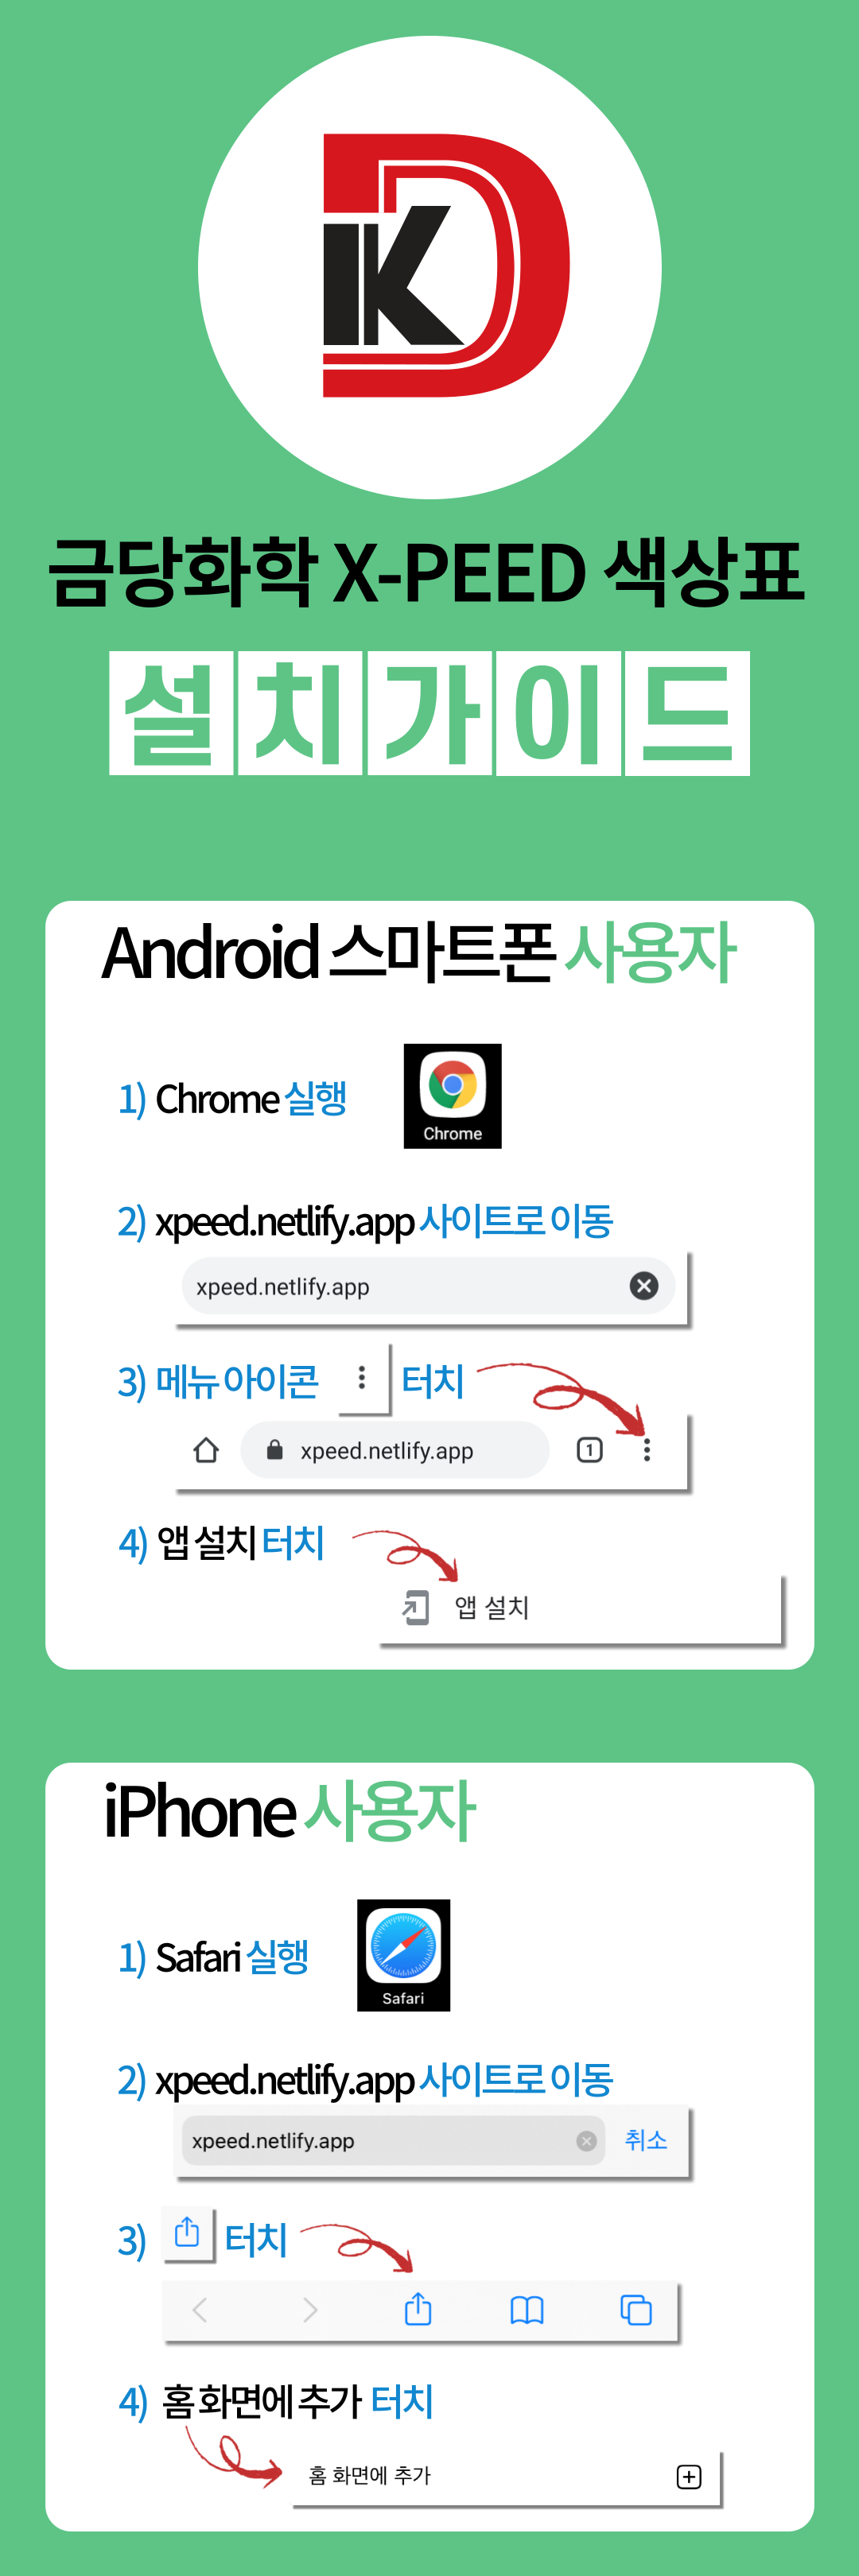 DK
금당화학 X-PEED 색상표
설치가이드
Android 스마트폰 사용자
1) Chrome 실행
Chrome
2) xpeed.netlify.app 사이트로 이동
xpeed.netlify.app
3) 메뉴 아이콘 터치
xpeed.netlify.app 1
4) 앱 설치 터치
앱 설치
iPhone 사용자
1) Safari 실행
Safari
2) xpeed.netlify.app 사이트로 이동
xpeed.netlify.app 취소
3) 터치
4) 홈 화면에 추가 터치
홈 화면에 추가